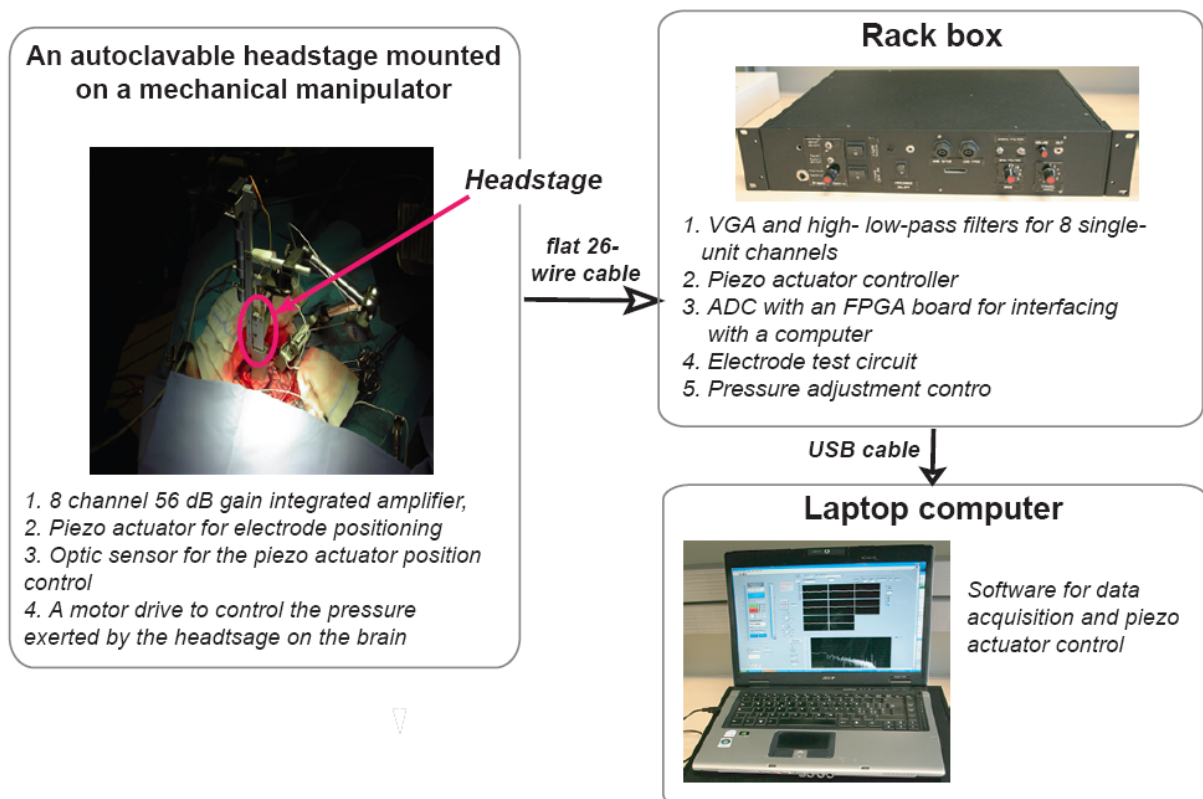 An autoclavable headstage mounted
on a mechanical manipulator
Headstage
1. 8 channel 56 dB gain integrated amplifier,
2. Piezo actuator for electrode positioning
3. Optic sensor for the piezo actuator position
control
4. A motor drive to control the pressure
exerted by the headtsage on the brain
flat 26-
wire cable
Rack box
1. VGA and high- low-pass filters for 8 single-
unit channels
2. Piezo actuator controller
3. ADC with an FPGA board for interfacing
with a computer
4. Electrode test circuit
5. Pressure adjustment contro
USB cable
Laptop computer
Software for data
acquisition and piezo
actuator control